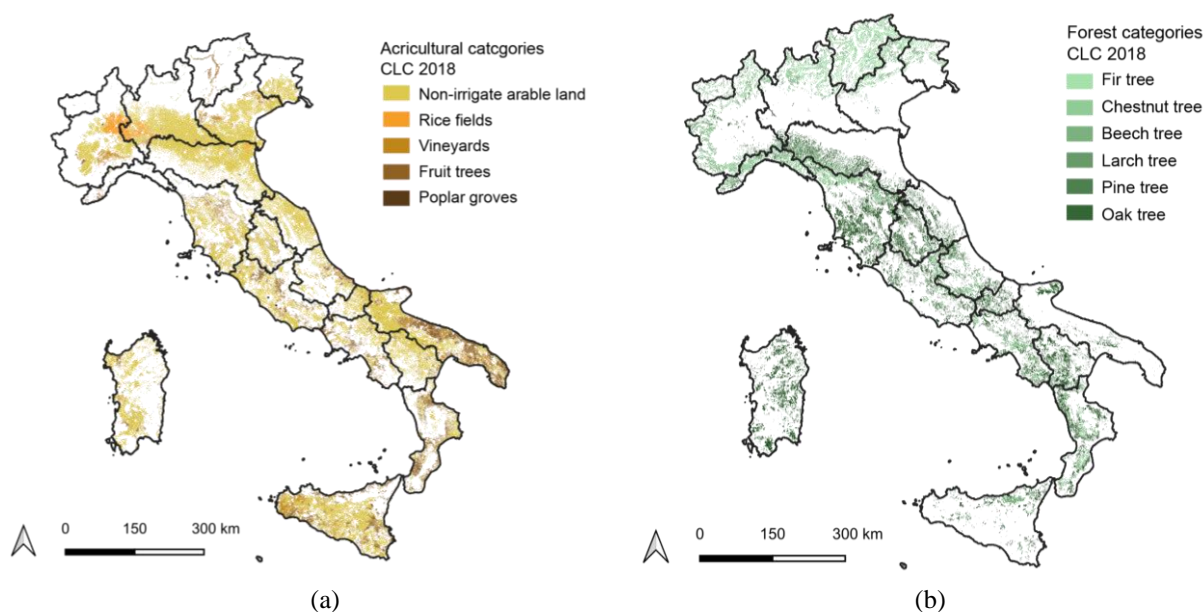 Acricultural catcgories
CLC 2018
Non-irrigate arable land
Rice fields
Vineyards
Fruit trees
Poplar groves
0 150 300 km
(a)
Forest categories
CLC 2018
Fir tree
Chestnut tree
Beech tree
Larch tree
Pine tree
Oak tree
0 150 300 km
(b)